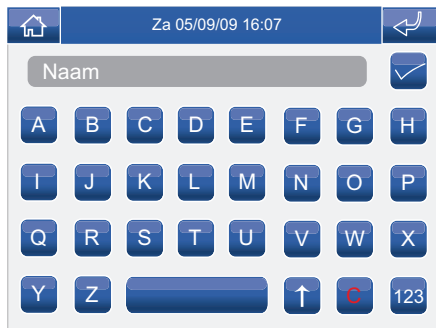 Za 05/09/09 16:07
Naam
A B C D E F G H
I J K L M N O P
Q R S T U V W X
Y Z ↑ C 123